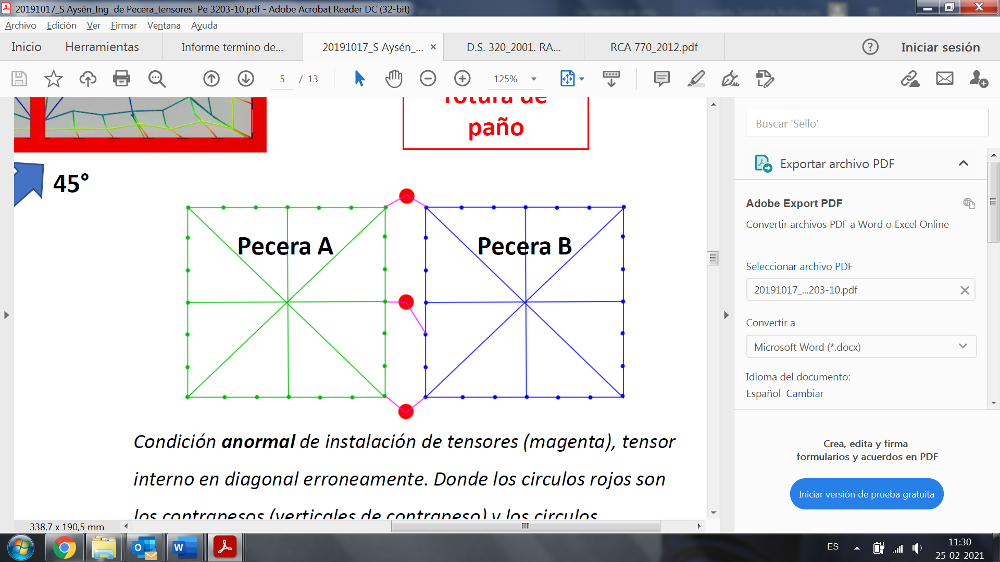 20191017_S Aysén_Ing de Pecera_tensores Pe 3203-10.pdf - Adobe Acrobat Reader DC (32-bit)
Archivo Edición Ver Firmar Ventana Ayuda
Inicio Herramientas Informe termino de... 20191017_S Aysén_... × D.S. 320_2001. RA... RCA 770_2012.pdf ? Iniciar sesión
5 / 13 125%
rotura de
paño
45°
Pecera A
Pecera B
Condición anormal de instalación de tensores (magenta), tensor
interno en diagonal erroneamente. Donde los circulos rojos son
los contrapesos (verticales de contrapeso) y los circulos
338,7 x 190,5 mm
Buscar 'Sello'
Exportar archivo PDF
Adobe Export PDF
Convertir archivos PDF a Word o Excel Online
Seleccionar archivo PDF
20191017_...203-10.pdf
Convertir a
Microsoft Word (*.docx)
Idioma del documento:
Español Cambiar
Crea, edita y firma
formularios y acuerdos en PDF
Iniciar versión de prueba gratuita
ES
11:30
25-02-2021